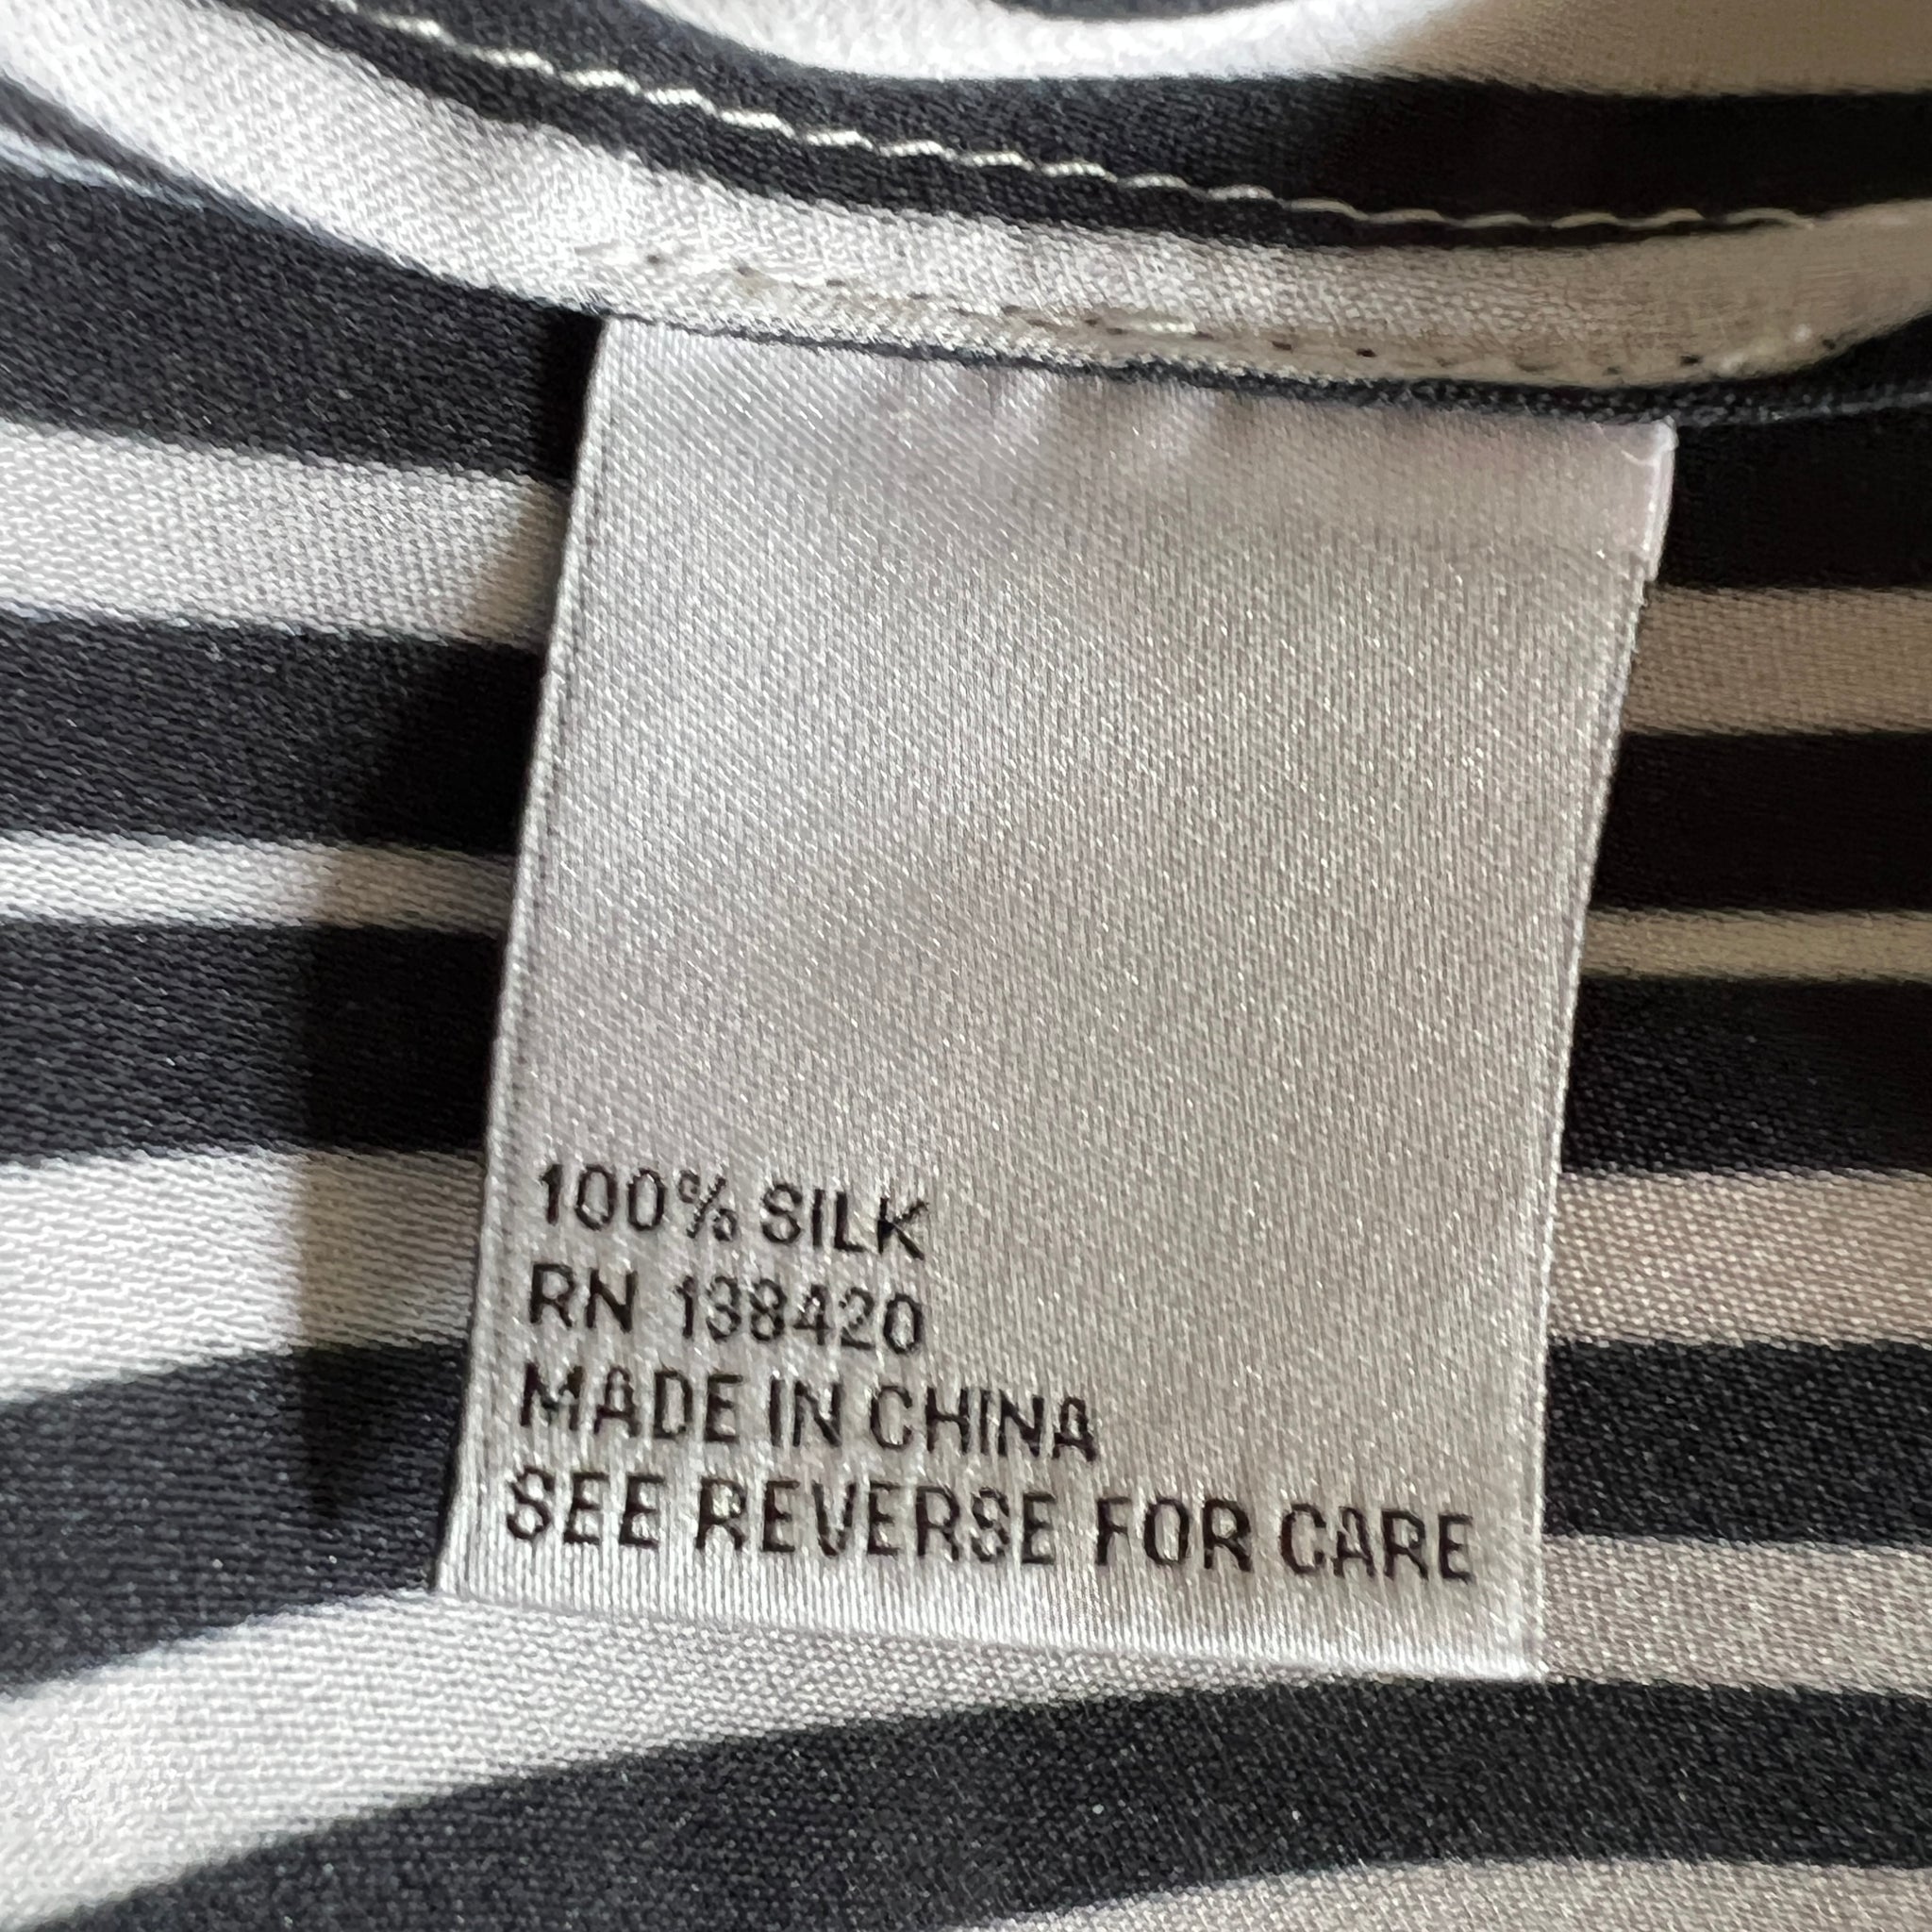 100% SILK
RN 138420
MADE IN CHINA
SEE REVERSE FOR CARE